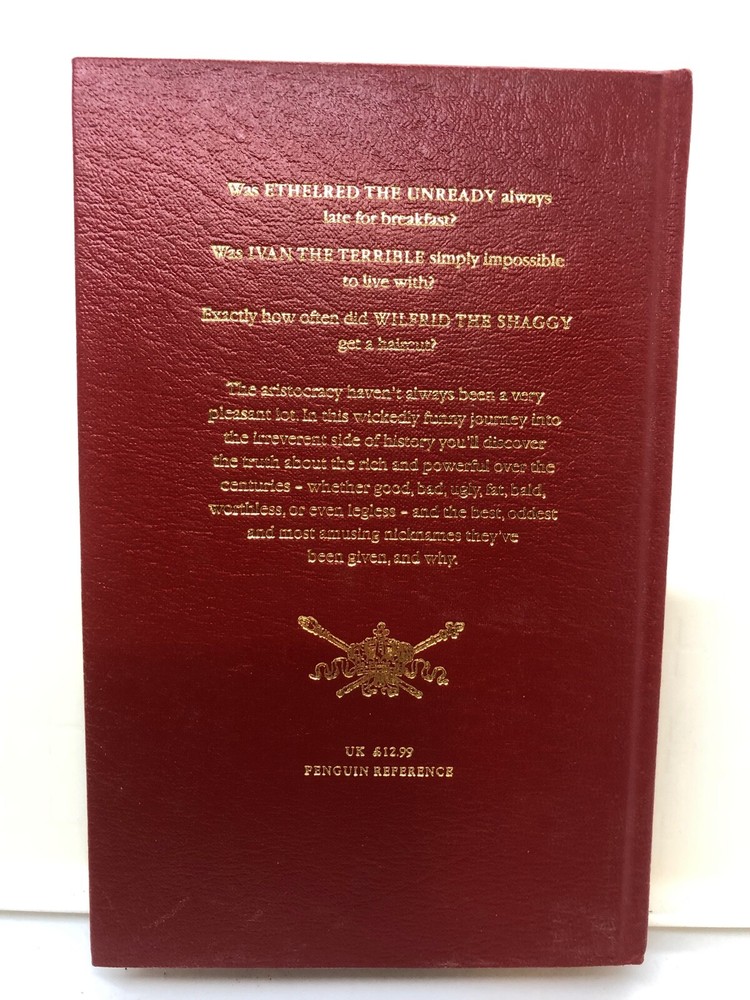 Was ETHELRED THE UNREADY always
late for breakfast?
Was IVAN THE TERRIBLE simply impossible
to live with?
Exactly how often did WILFRID THE SHAGGY
get a haircut?
The aristocracy haven't always been a very
pleasant lot. In this wickedly funny journey into
the irreverent side of history you'll discover
the truth about the rich and powerful over the
centuries – whether good, bad, ugly, fat, bald,
worthless, or even legless – and the best, oddest
and most amusing nicknames they've
been given, and why.
UK £12.99
PENGUIN REFERENCE